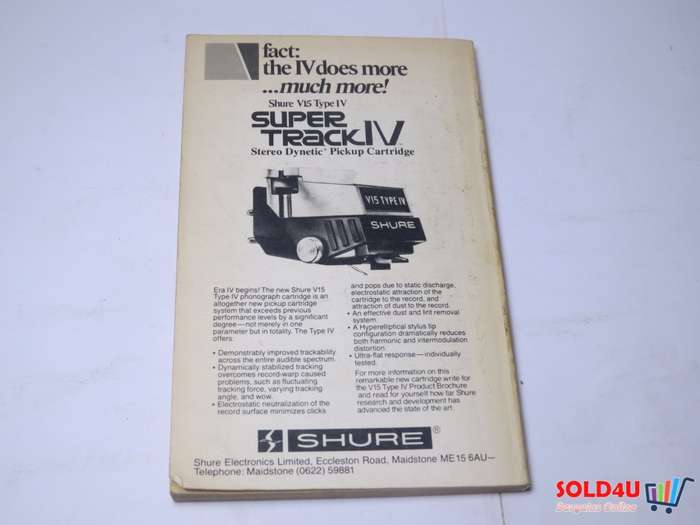 fact:
the IV does more
...much more!
Shure V15 Type IV
SUPER
TRACK IV™
Stereo Dynetic® Pickup Cartridge
V15 TYPE IV
SHURE
Era IV begins! The new Shure V15
Type IV phonograph cartridge is an
altogether new pickup cartridge
system that exceeds previous
performance levels by a significant
degree—not merely in one
parameter but in totality. The Type IV
offers:
• Demonstrably improved trackability
across the entire audible spectrum.
• Dynamically stabilized tracking
overcomes record-warp caused
problems, such as fluctuating
tracking force, varying tracking
angle, and wow.
• Electrostatic neutralization of the
record surface minimizes clicks
and pops due to static discharge,
electrostatic attraction of the
cartridge to the record, and
attraction of dust to the record.
• An effective dust and lint removal
system.
• A Hyperelliptical stylus tip
configuration dramatically reduces
both harmonic and intermodulation
distortion.
• Ultra-flat response—individually
tested.
For more information on this
remarkable new cartridge write for
the V15 Type IV Product Brochure
and read for yourself how far Shure
research and development has
advanced the state of the art.
SHURE®
Shure Electronics Limited, Eccleston Road, Maidstone ME15 6AU—
Telephone: Maidstone (0622) 59881
SOLD4U
Bargains Online